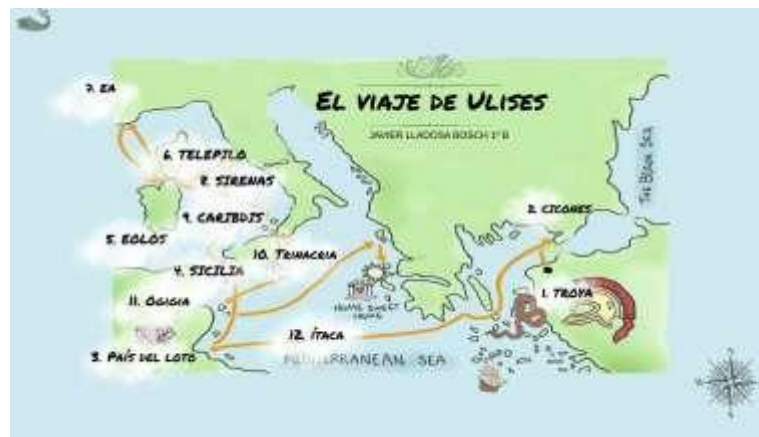 EL VIAJE DE ULISES
JAVIER LLADOSA BOSCH 1º B
7. EA
6. TELEPILO
8. SIRENAS
9. CARIBDIS
5. EOLOS
10. TRINACRIA
4. SICILIA
11. OGIGIA
3. PAÍS DEL LOTO
12. ÍTACA
2. CICONES
1. TROYA
THE BLACK SEA
HOME SWEET
HOME
MEDITERRANEAN SEA